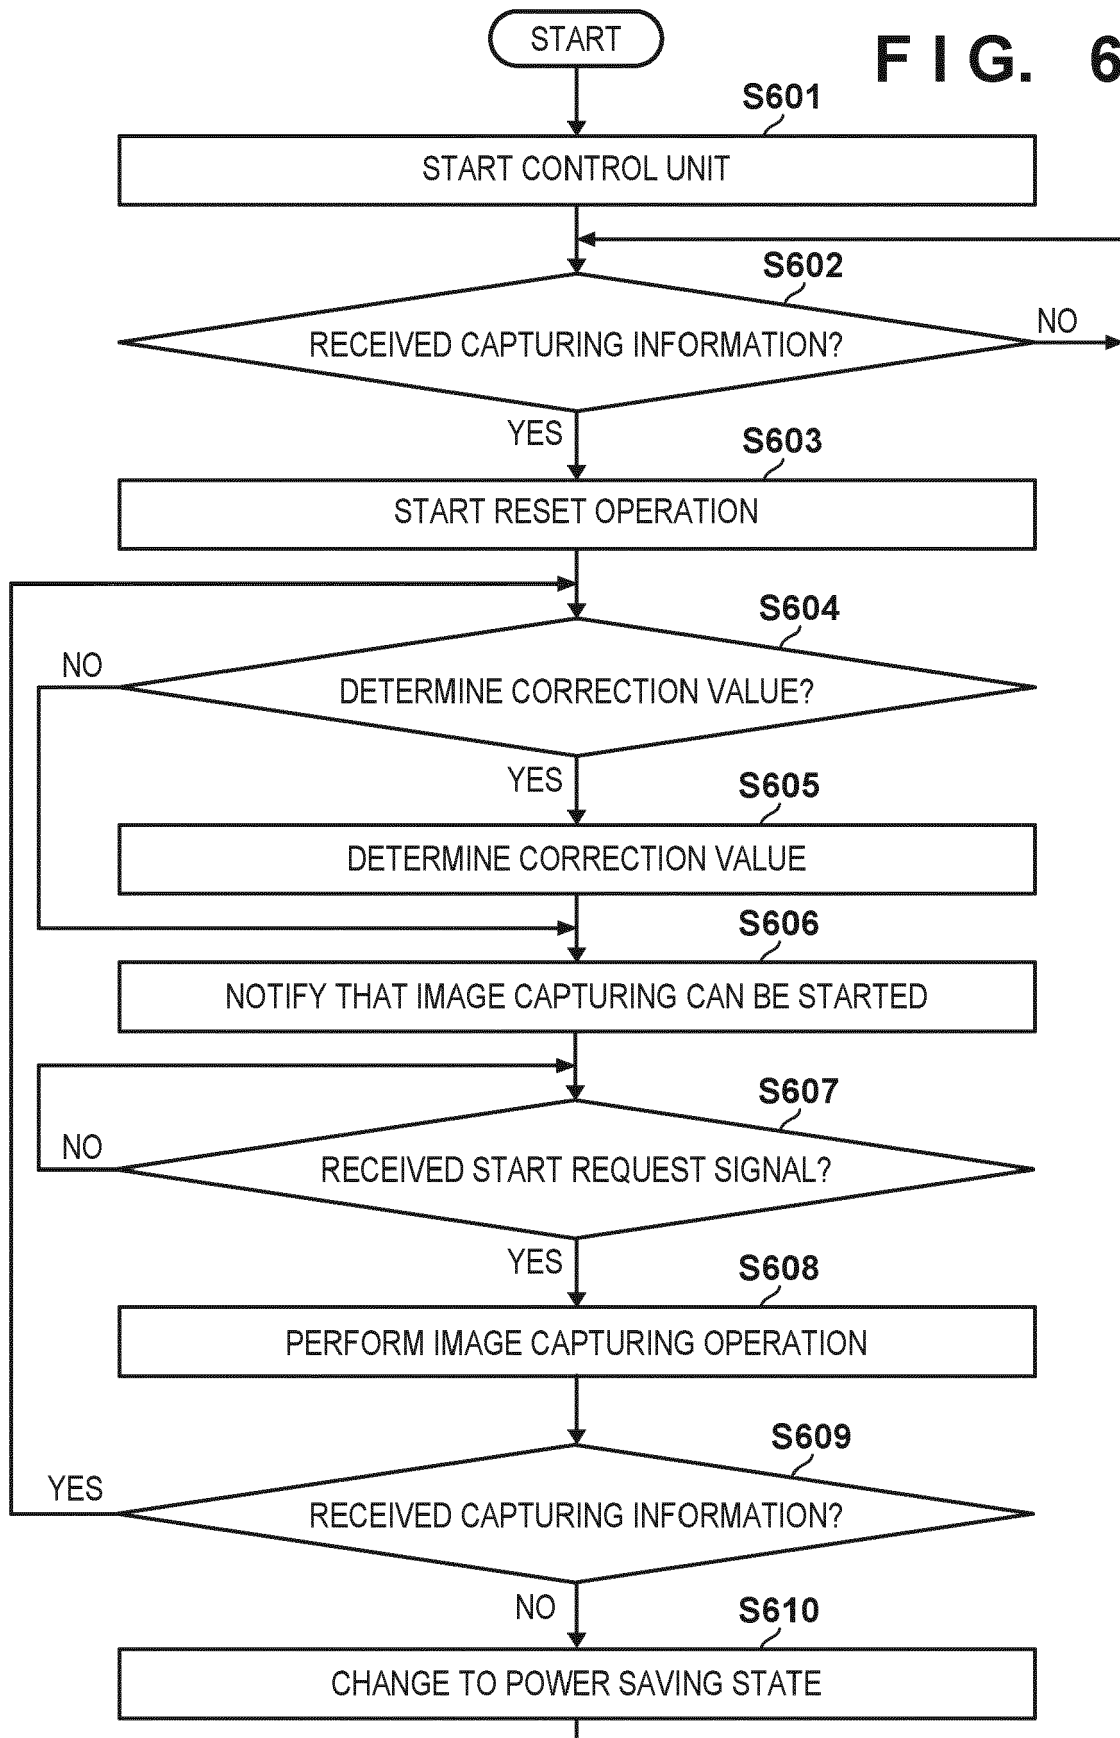 START
FIG. 6
S601
START CONTROL UNIT
S602
RECEIVED CAPTURING INFORMATION?
NO
YES
S603
START RESET OPERATION
S604
NO
DETERMINE CORRECTION VALUE?
YES
S605
DETERMINE CORRECTION VALUE
S606
NOTIFY THAT IMAGE CAPTURING CAN BE STARTED
S607
NO
RECEIVED START REQUEST SIGNAL?
YES
S608
PERFORM IMAGE CAPTURING OPERATION
S609
YES
RECEIVED CAPTURING INFORMATION?
NO
S610
CHANGE TO POWER SAVING STATE